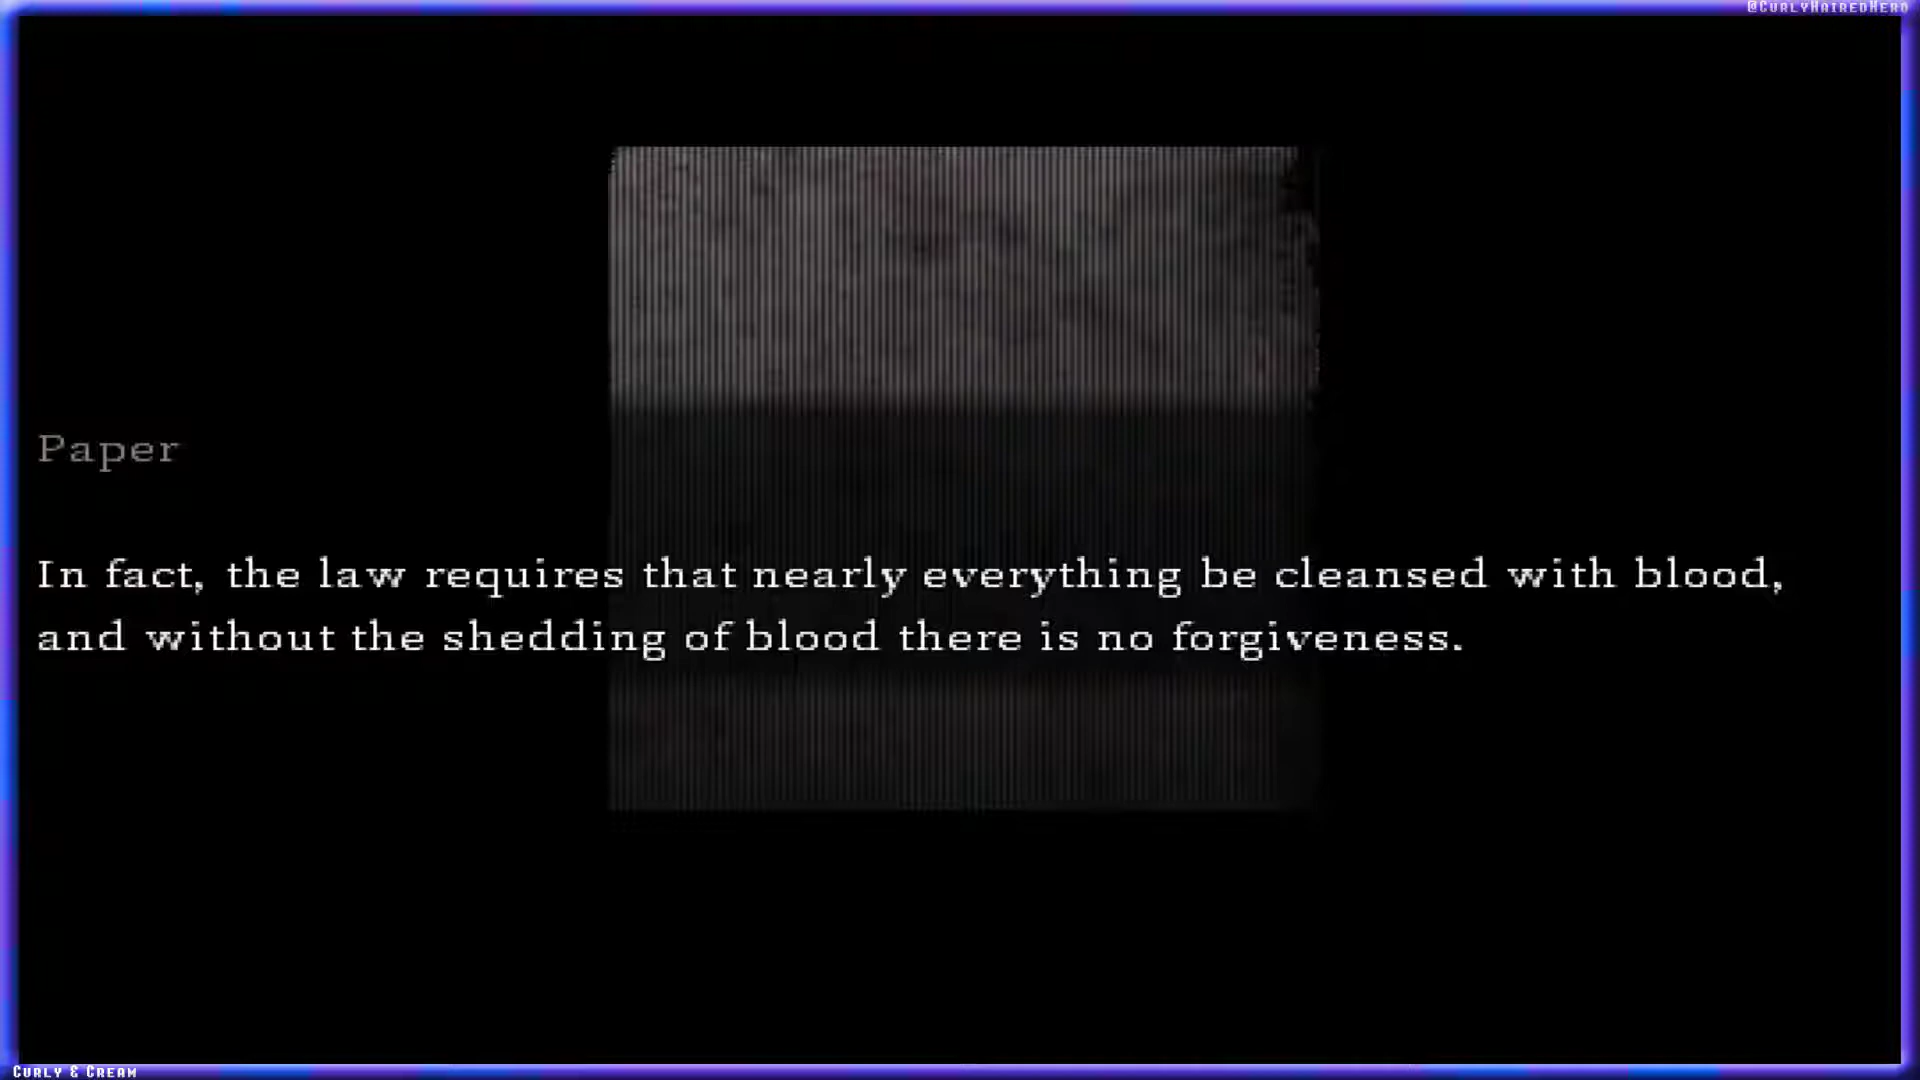 @CurlyHairedHero
Paper
In fact, the law requires that nearly everything be cleansed with blood,
and without the shedding of blood there is no forgiveness.
Curly & Cream